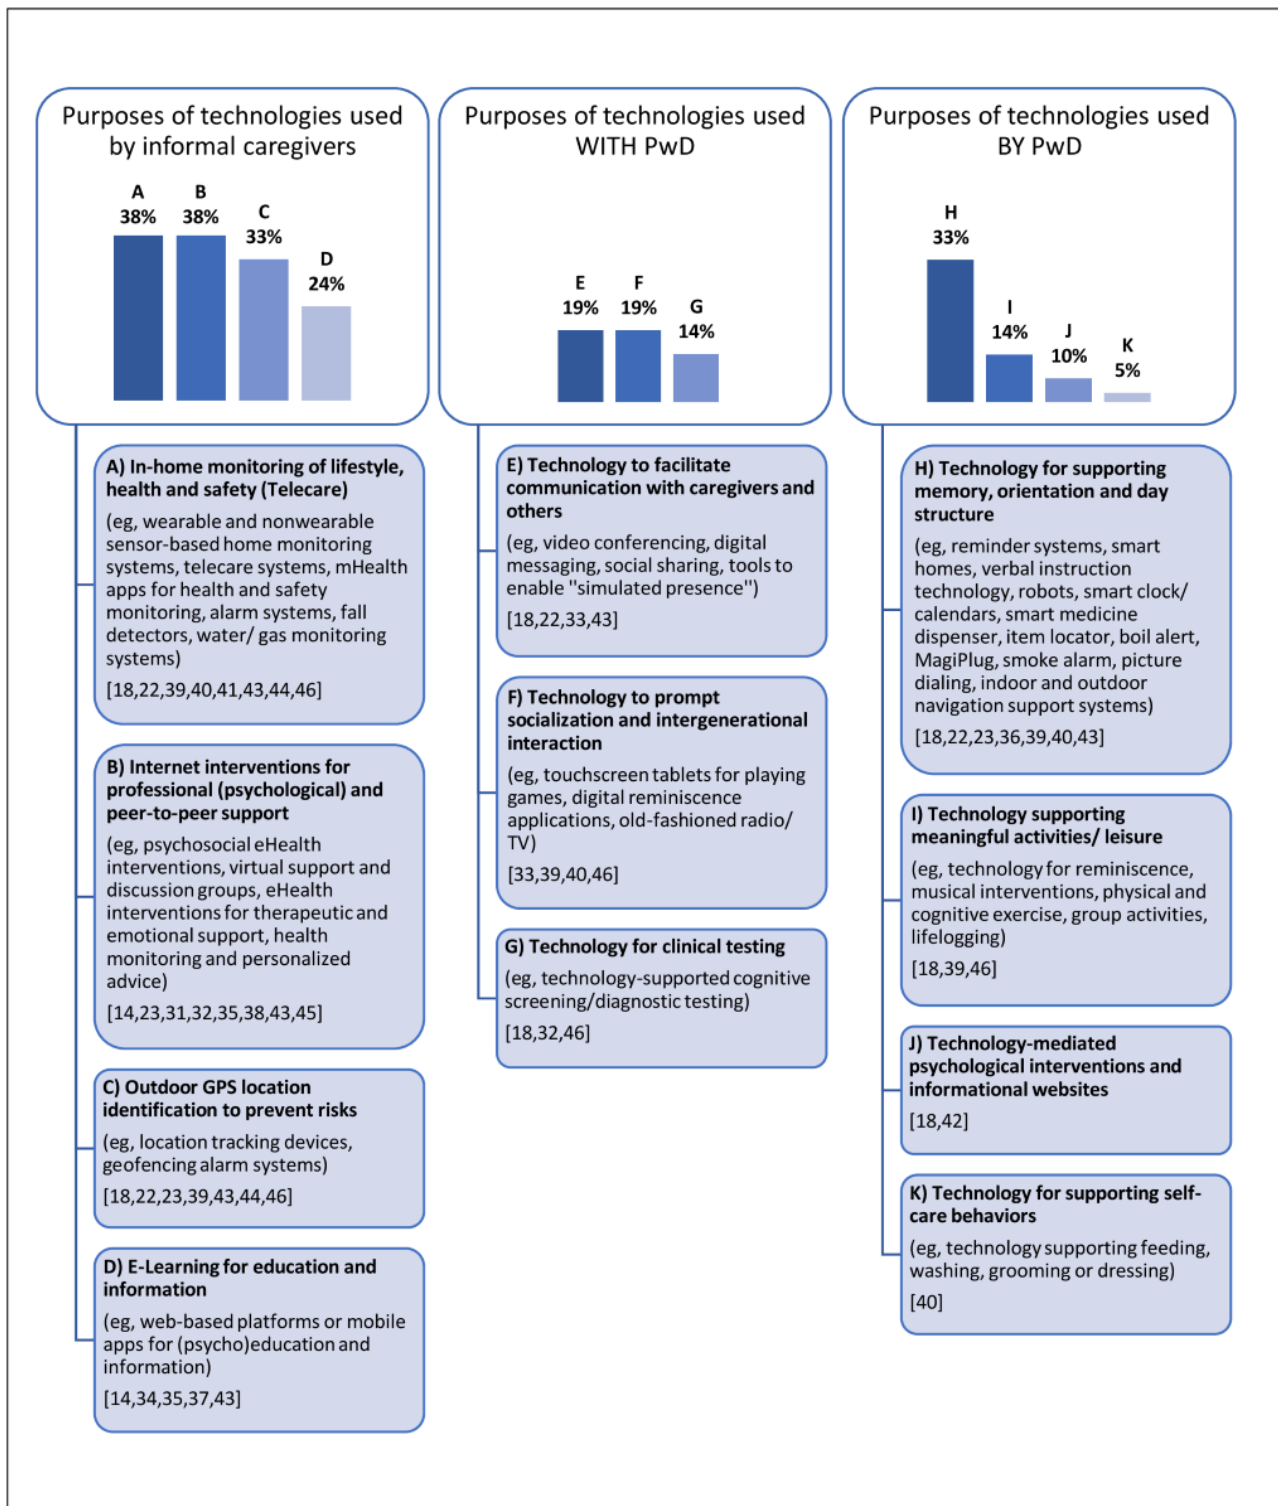 Purposes of technologies used
by informal caregivers
A
38%
B
38%
C
33%
D
24%
A) In-home monitoring of lifestyle,
health and safety (Telecare)
(eg, wearable and nonwearable
sensor-based home monitoring
systems, telecare systems, mHealth
apps for health and safety
monitoring, alarm systems, fall
detectors, water/ gas monitoring
systems)
[18,22,39,40,41,43,44,46]
B) Internet interventions for
professional (psychological) and
peer-to-peer support
(eg, psychosocial eHealth
interventions, virtual support and
discussion groups, eHealth
interventions for therapeutic and
emotional support, health
monitoring and personalized
advice)
[14,23,31,32,35,38,43,45]
C) Outdoor GPS location
identification to prevent risks
(eg, location tracking devices,
geofencing alarm systems)
[18,22,23,39,43,44,46]
D) E-Learning for education and
information
(eg, web-based platforms or mobile
apps for (psycho)education and
information)
[14,34,35,37,43]
Purposes of technologies used
WITH PwD
E
19%
F
19%
G
14%
E) Technology to facilitate
communication with caregivers and
others
(eg, video conferencing, digital
messaging, social sharing, tools to
enable "simulated presence")
[18,22,33,43]
F) Technology to prompt
socialization and intergenerational
interaction
(eg, touchscreen tablets for playing
games, digital reminiscence
applications, old-fashioned radio/
TV)
[33,39,40,46]
G) Technology for clinical testing
(eg, technology-supported cognitive
screening/diagnostic testing)
[18,32,46]
Purposes of technologies used
BY PwD
H
33%
I
14%
J
10%
K
5%
H) Technology for supporting
memory, orientation and day
structure
(eg, reminder systems, smart
homes, verbal instruction
technology, robots, smart clock/
calendars, smart medicine
dispenser, item locator, boil alert,
MagiPlug, smoke alarm, picture
dialing, indoor and outdoor
navigation support systems)
[18,22,23,36,39,40,43]
I) Technology supporting
meaningful activities/ leisure
(eg, technology for reminiscence,
musical interventions, physical and
cognitive exercise, group activities,
lifelogging)
[18,39,46]
J) Technology-mediated
psychological interventions and
informational websites
[18,42]
K) Technology for supporting self-
care behaviors
(eg, technology supporting feeding,
washing, grooming or dressing)
[40]